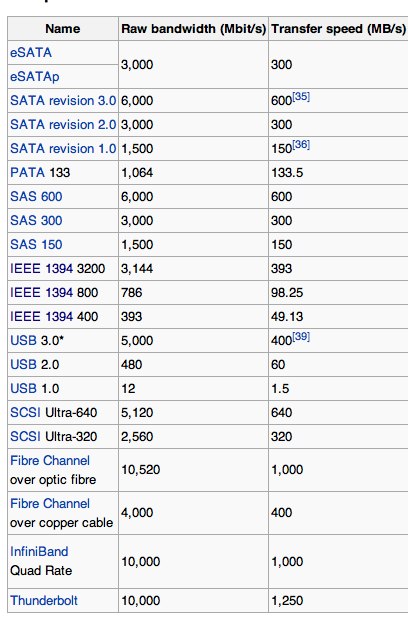 Name Raw bandwidth (Mbit/s) Transfer speed (MB/s)
eSATA
3,000 300
eSATAp
SATA revision 3.0 6,000 600[35]
SATA revision 2.0 3,000 300
SATA revision 1.0 1,500 150[36]
PATA 133 1,064 133.5
SAS 600 6,000 600
SAS 300 3,000 300
SAS 150 1,500 150
IEEE 1394 3200 3,144 393
IEEE 1394 800 786 98.25
IEEE 1394 400 393 49.13
USB 3.0* 5,000 400[39]
USB 2.0 480 60
USB 1.0 12 1.5
SCSI Ultra-640 5,120 640
SCSI Ultra-320 2,560 320
Fibre Channel
over optic fibre 10,520 1,000
Fibre Channel
over copper cable 4,000 400
InfiniBand
Quad Rate 10,000 1,000
Thunderbolt 10,000 1,250